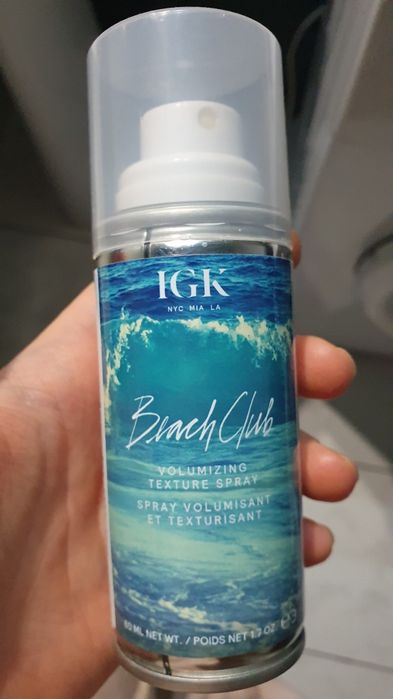 IGK
NYC MIA LA
Beach Club
VOLUMIZING
TEXTURE SPRAY
SPRAY VOLUMISANT
ET TEXTURISANT
60 ML NET WT. / POIDS NET 1.7 OZ